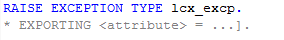 RAISE EXCEPTION TYPE lcx_excp.
* EXPORTING <attribute> = ...].